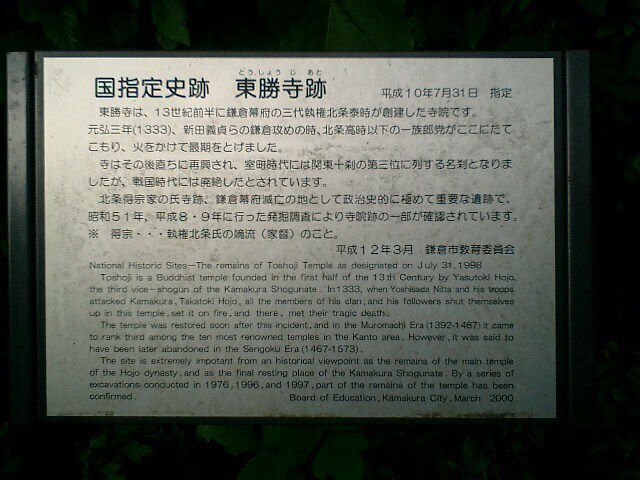 とうしょうじあと
国指定史跡 東勝寺跡 平成10年7月31日 指定
東勝寺は、13世紀前半に鎌倉幕府の三代執権北条泰時が創建した寺院です。
元弘三年(1333)、新田義貞らの鎌倉攻めの時、北条高時以下の一族郎党がここにたて
こもり、火をかけて最期をとげました。
寺はその後直ちに再興され、室町時代には関東十刹の第三位に列する名刹となりま
したが、戦国時代には廃絶したとされています。
北条得宗家の氏寺跡、鎌倉幕府滅亡の地として政治史的に極めて重要な遺跡で、
昭和51年、平成8・9年に行った発掘調査により寺院跡の一部が確認されています。
※ 得宗・・・執権北条氏の嫡流(家督)のこと。
平成12年3月 鎌倉市教育委員会
National Historic Sites—The remains of Toshoji Temple as designated on July 31,1998
Toshoji is a Buddhist temple founded in the first half of the 13th Century by Yasutoki Hojo,
the third vice-shogun of the Kamakura Shogunate. In 1333, when Yoshisada Nitta and his troops
attacked Kamakura, Takatoki Hojo, all the members of his clan, and his followers shut themselves
up in this temple, set it on fire, and there, met their tragic death.
The temple was restored soon after this incident, and in the Muromachi Era (1392-1467) it came
to rank third among the ten most renowned temples in the Kanto area. However, it was said to
have been later abandoned in the Sengoku Era (1467-1573).
The site is extremely impotant from an historical viewpoint as the remains of the main temple
of the Hojo dynasty, and as the final resting place of the Kamakura Shogunate. By a series of
excavations conducted in 1976, 1996, and 1997, part of the remains of the temple has been
confirmed. Board of Education, Kamakura City, March 2000.